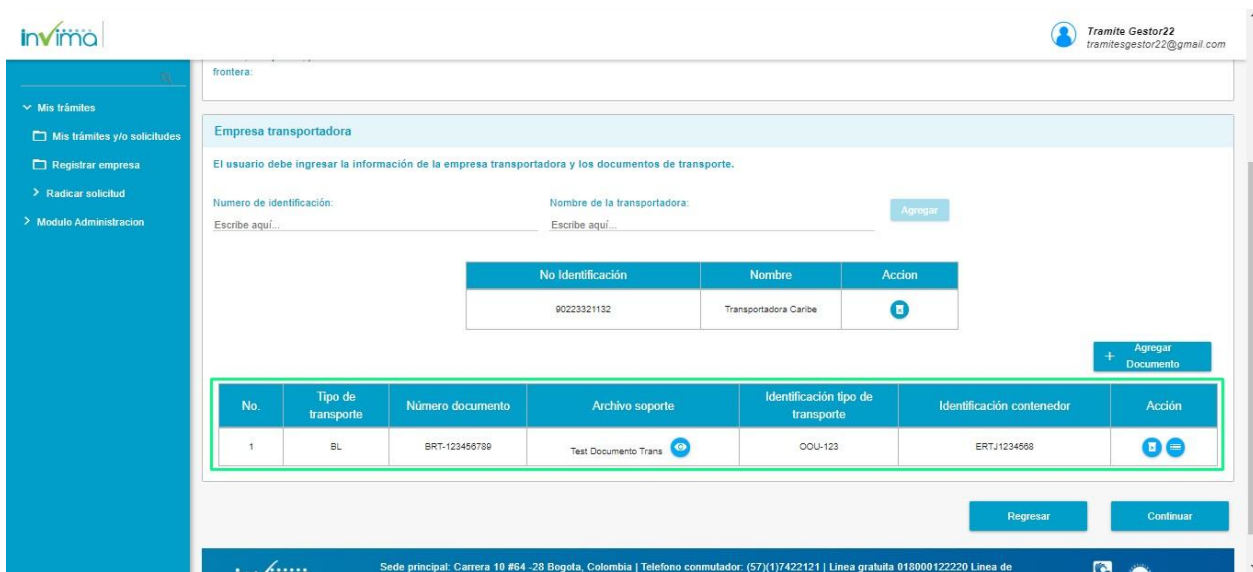 invima
Tramite Gestor22
tramitesgestor22@gmail.com
frontera:
Mis trámites
Mis trámites y/o solicitudes
Registrar empresa
Radicar solicitud
Modulo Administracion
Empresa transportadora
El usuario debe ingresar la información de la empresa transportadora y los documentos de transporte.
Numero de identificación:
Nombre de la transportadora:
Escribe aquí...
Escribe aquí...
Agregar
No Identificación Nombre Accion
90223321132 Transportadora Caribe
+ Agregar
Documento
No. Tipo de transporte Número documento Archivo soporte Identificación tipo de transporte Identificación contenedor Acción
1 BL BRT-123456789 Test Documento Trans OOU-123 ERTJ1234568
Regresar
Continuar
Sede principal: Carrera 10 #64 -28 Bogota, Colombia | Telefono conmutador: (57)(1)7422121 | Linea gratuita 018000122220 Linea de